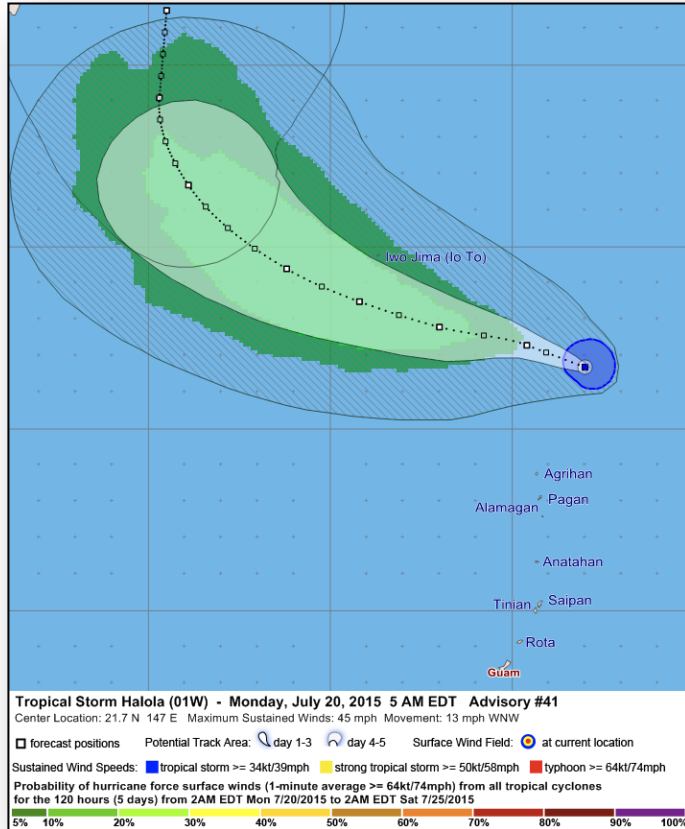 Iwo Jima (Io To)
Agrihan
Pagan
Alamagan
Anatahan
Saipan
Tinian
Rota
Guam
Tropical Storm Halola (01W) - Monday, July 20, 2015 5 AM EDT Advisory #41
Center Location: 21.7 N 147 E Maximum Sustained Winds: 45 mph Movement: 13 mph WNW
forecast positions Potential Track Area: day 1-3 day 4-5 Surface Wind Field: at current location
Sustained Wind Speeds: tropical storm >= 34kt/39mph strong tropical storm >= 50kt/58mph typhoon >= 64kt/74mph
Probability of hurricane force surface winds (1-minute average >= 64kt/74mph) from all tropical cyclones
for the 120 hours (5 days) from 2AM EDT Mon 7/20/2015 to 2AM EDT Sat 7/25/2015
5% 10% 20% 30% 40% 50% 60% 70% 80% 90% 100%